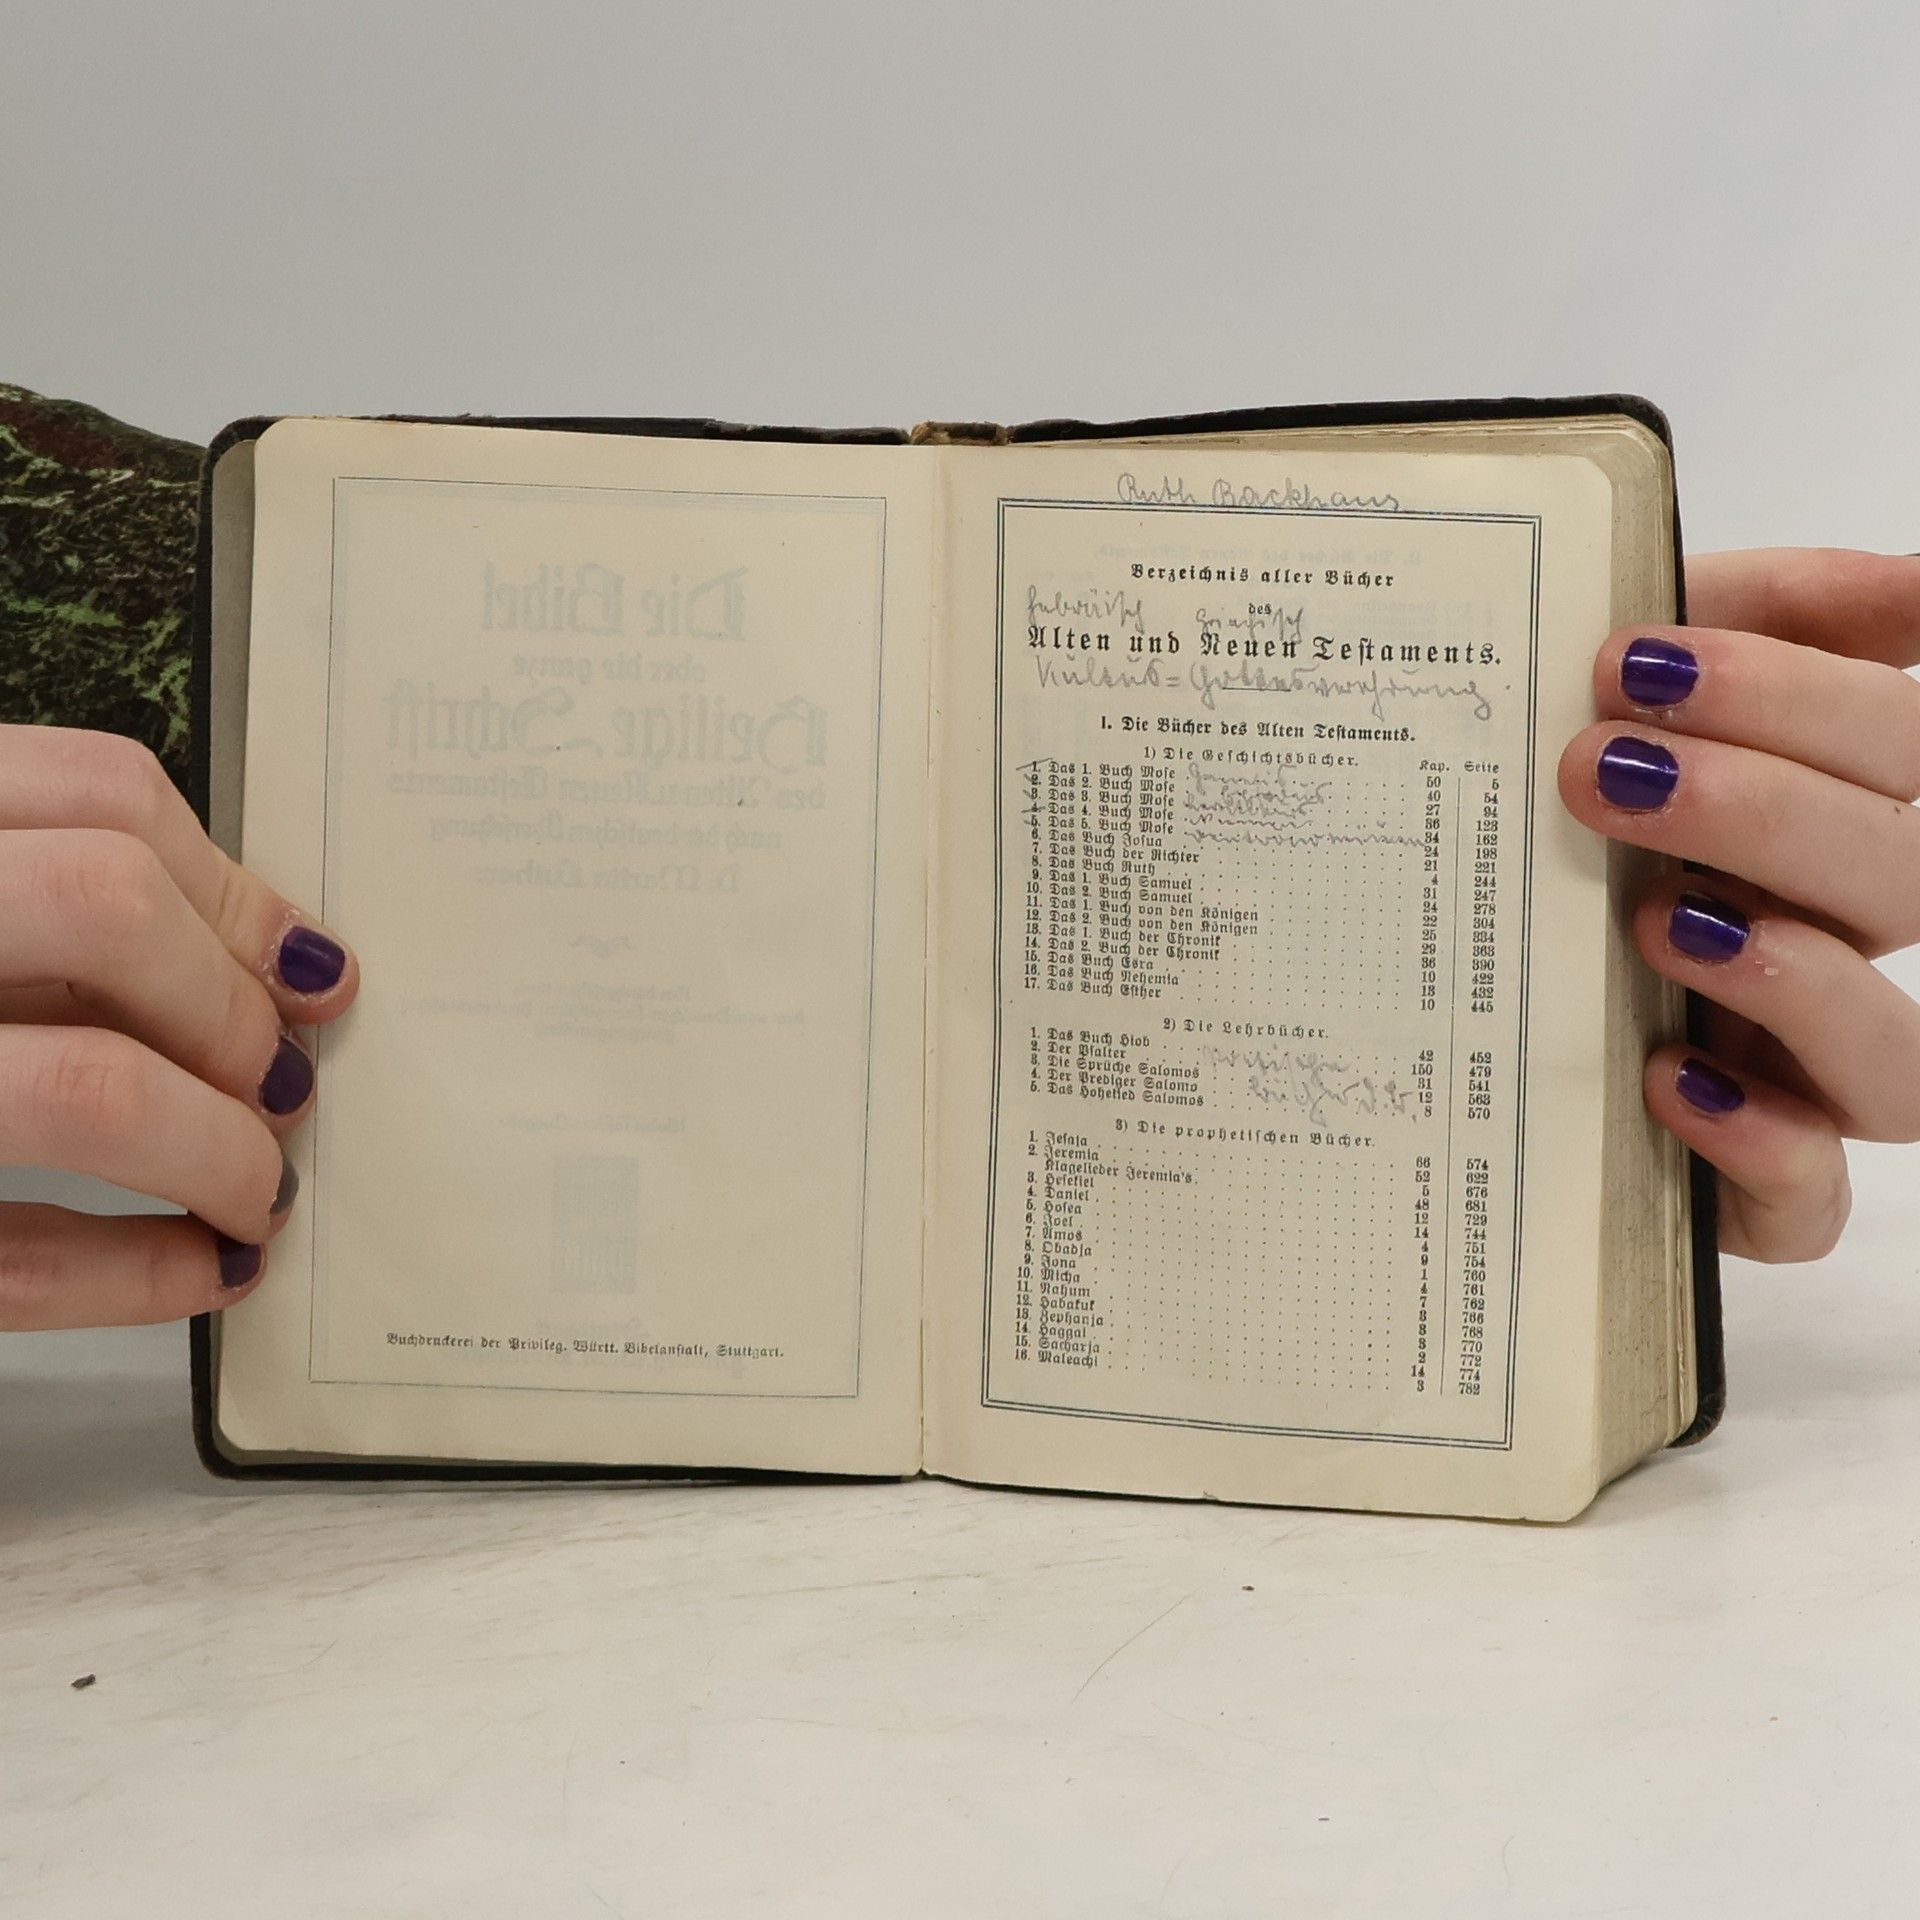 Buchdruckerei der Privileg. Württ. Bibelanstalt, Stuttgart.
Ruth Backhaus
Verzeichnis aller Bücher
des
hebräisch griechisch
Alten und Neuen Testaments.
Kultus = Gottesverehrung
I. Die Bücher des Alten Testaments.
1) Die Geschichtsbücher. Kap. Seite
1. Das 1. Buch Mose Genesis 50 5
2. Das 2. Buch Mose Exodus 40 54
3. Das 3. Buch Mose Levitikus 27 94
4. Das 4. Buch Mose Numeri 36 123
5. Das 5. Buch Mose Deuteronomium 34 162
6. Das Buch Josua 24 198
7. Das Buch der Richter 21 221
8. Das Buch Ruth 4 244
9. Das 1. Buch Samuel 31 247
10. Das 2. Buch Samuel 24 278
11. Das 1. Buch von den Königen 22 304
12. Das 2. Buch von den Königen 25 334
13. Das 1. Buch der Chronik 29 363
14. Das 2. Buch der Chronik 36 390
15. Das Buch Esra 10 422
16. Das Buch Nehemia 13 432
17. Das Buch Esther 10 445
2) Die Lehrbücher.
1. Das Buch Hiob 42 452
2. Der Psalter 150 479
3. Die Sprüche Salomos 31 541
4. Der Prediger Salomo 12 563
5. Das Hohelied Salomos 8 570
poetische
Bücher
3) Die prophetischen Bücher.
1. Jesaja 66 574
2. Jeremia 52 622
Klagelieder Jeremia's 5 676
3. Hesekiel 48 681
4. Daniel 12 729
5. Hosea 14 744
6. Joel 4 751
7. Amos 9 754
8. Obadja 1 760
9. Jona 4 761
10. Micha 7 762
11. Nahum 3 766
12. Habakuk 3 768
13. Zephanja 3 770
14. Haggai 2 772
15. Sacharja 14 774
16. Maleachi 3 782